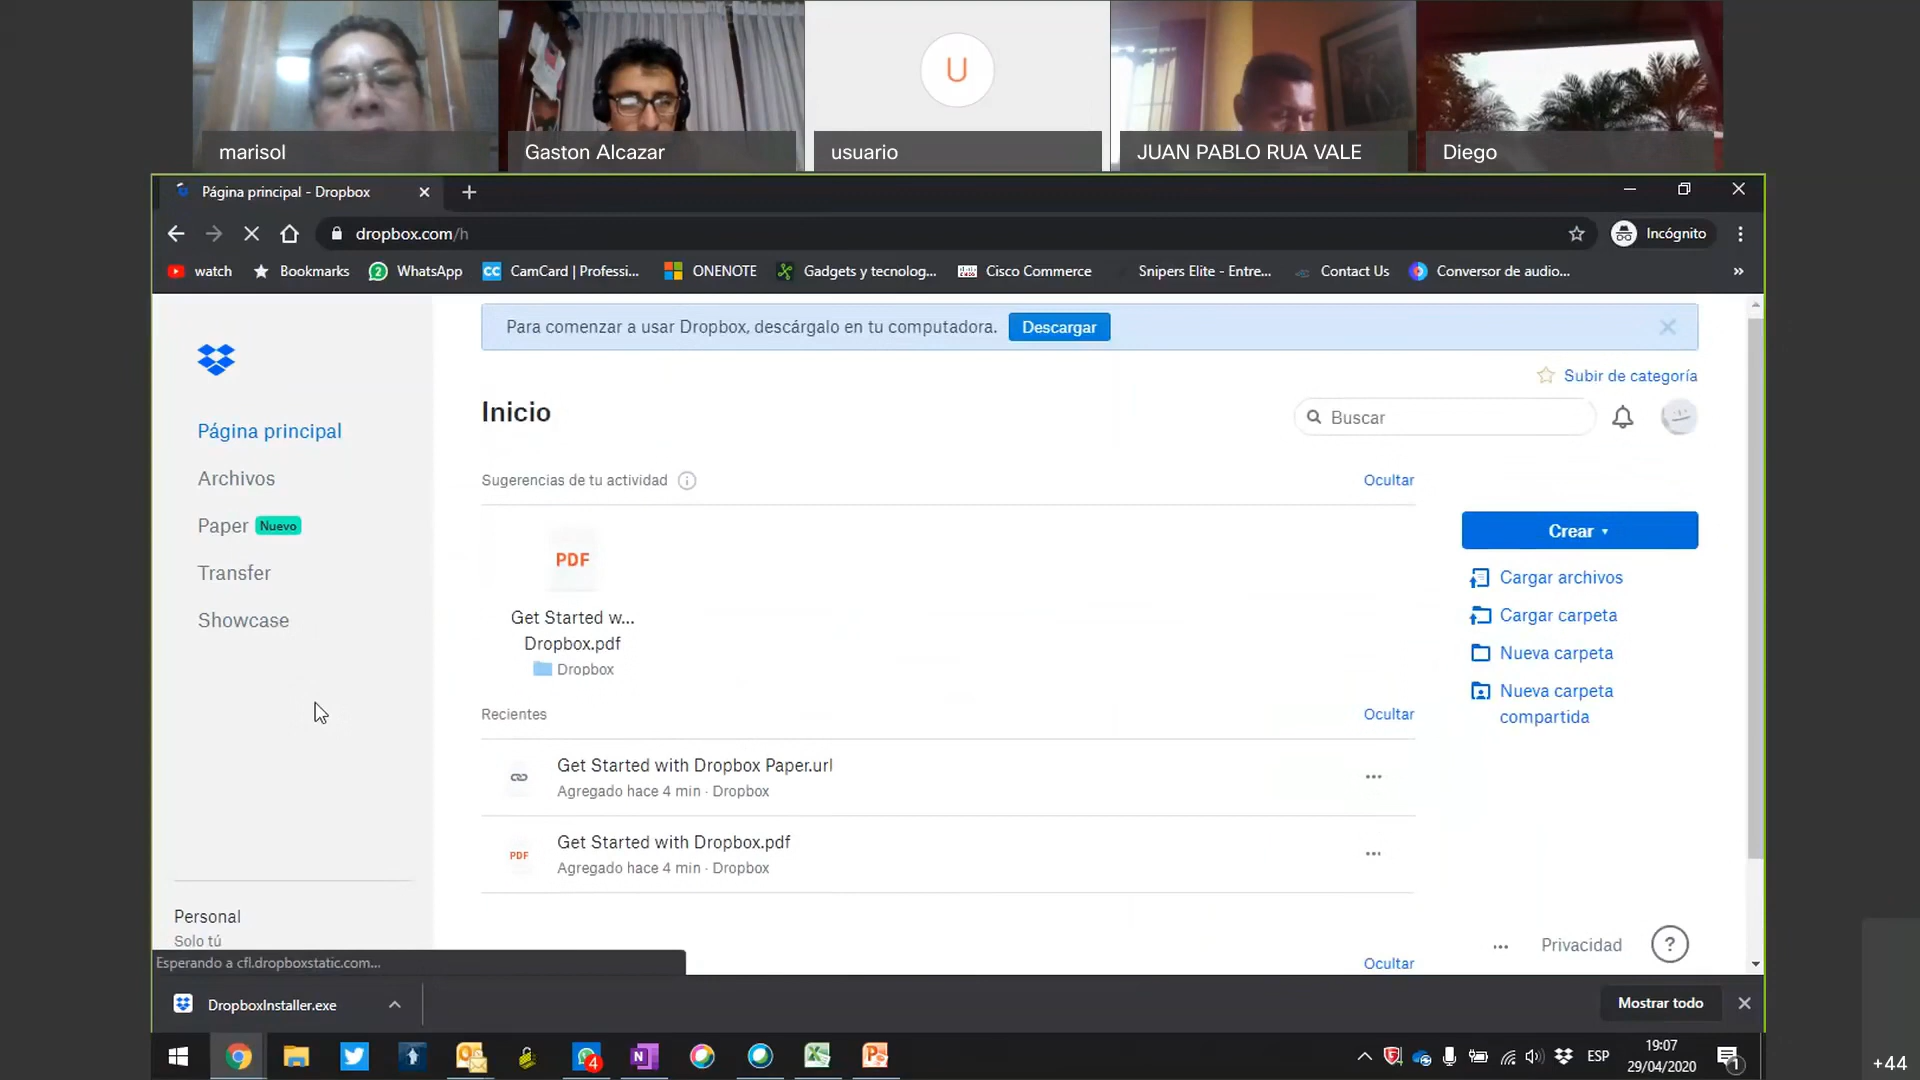 U
marisol
Gaston Alcazar
usuario
JUAN PABLO RUA VALE
Diego
Página principal - Dropbox
dropbox.com/h
Incógnito
watch
Bookmarks
2
WhatsApp
CC
CamCard | Professi...
ONENOTE
Gadgets y tecnolog...
Cisco Commerce
Snipers Elite - Entre...
Contact Us
Conversor de audio...
»
Para comenzar a usar Dropbox, descárgalo en tu computadora.
Descargar
Subir de categoría
Inicio
Buscar
Página principal
Archivos
Paper Nuevo
Transfer
Showcase
Sugerencias de tu actividad
Ocultar
PDF
Get Started w...
Dropbox.pdf
Dropbox
Crear
Cargar archivos
Cargar carpeta
Nueva carpeta
Nueva carpeta
compartida
Recientes
Ocultar
Get Started with Dropbox Paper.url
Agregado hace 4 min · Dropbox
PDF
Get Started with Dropbox.pdf
Agregado hace 4 min · Dropbox
Personal
Solo tú
Privacidad
?
Ocultar
Esperando a cfl.dropboxstatic.com...
DropboxInstaller.exe
Mostrar todo
4
ESP
19:07
29/04/2020
1
+44